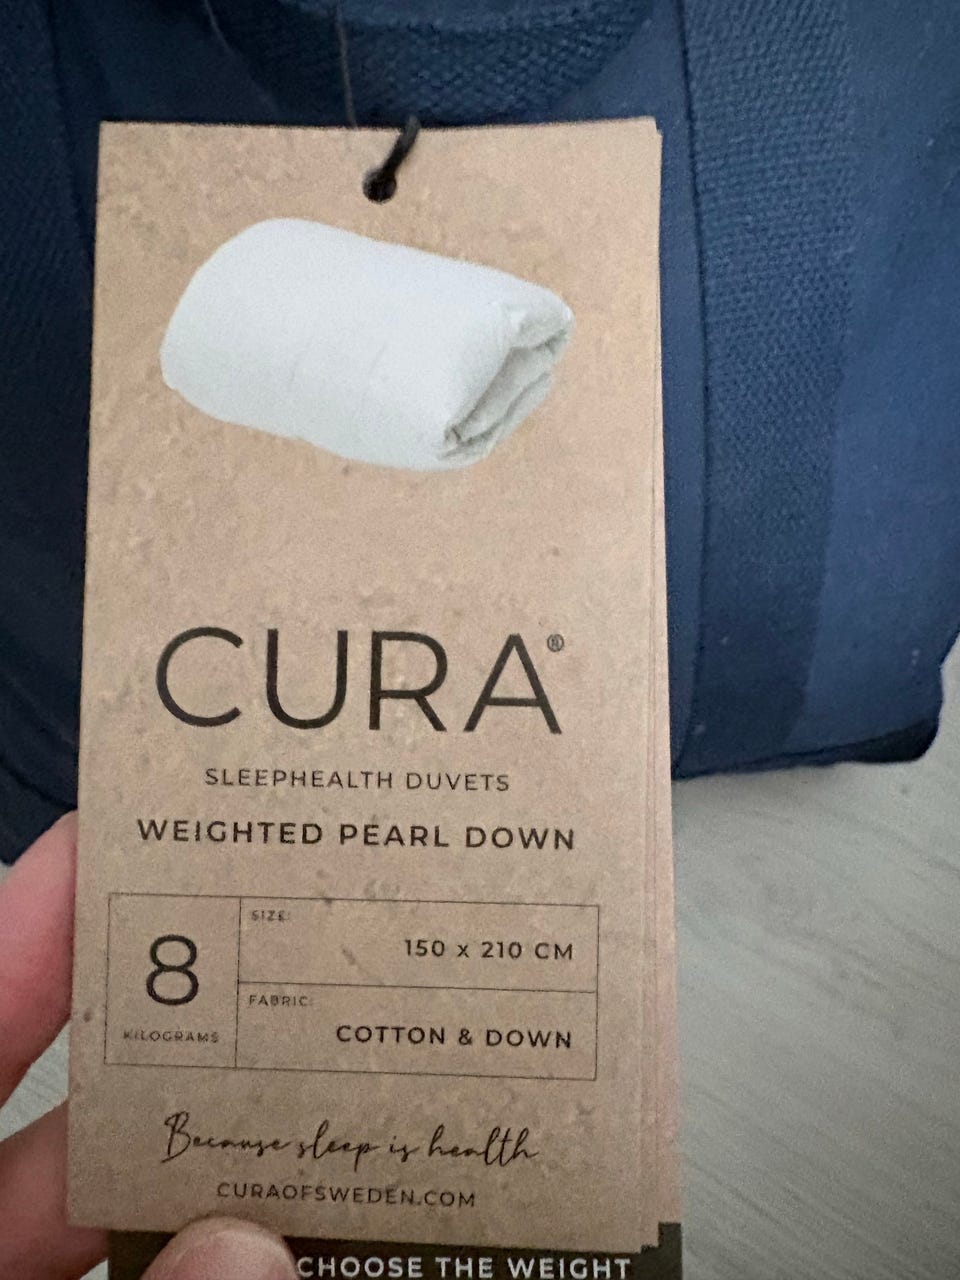 CURA®
SLEEPHEALTH DUVETS
WEIGHTED PEARL DOWN
8
KILOGRAMS
SIZE:
150 x 210 CM
FABRIC:
COTTON & DOWN
Because sleep is health
CURAOFSWEDEN.COM
CHOOSE THE WEIGHT